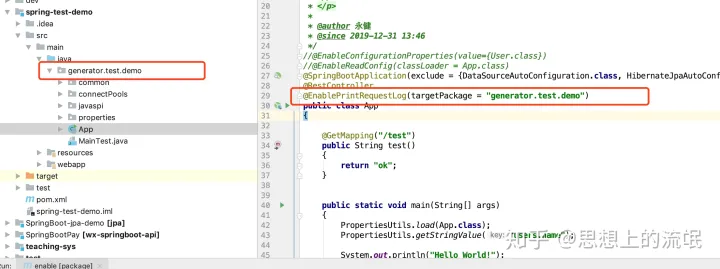 dev
spring-test-demo
.idea
src
main
java
generator.test.demo
common
connectPools
javaspi
properties
App
MainTest.java
resources
webapp
target
test
pom.xml
spring-test-demo.iml
SpringBoot-jpa-demo [jpa]
SpringBootPay [wx-springboot-api]
teaching-sys
test
Run:
enable [package]
20 * </p>
21 *
22 * @author 永健
23 * @since 2019-12-31 13:46
24 */
25 //@EnableConfigurationProperties(value={User.class})
26 //@EnableReadConfig(classLoader = App.class)
27 @SpringBootApplication(exclude = {DataSourceAutoConfiguration.class, HibernateJpaAutoConf
28 @RestController
29 @EnablePrintRequestLog(targetPackage = "generator.test.demo")
30 public class App
31 {
32
33 @GetMapping("/test")
34 public String test()
35 {
36 return "ok";
37 }
38
39
40 public static void main(String[] args)
41 {
42 PropertiesUtils.load(App.class);
43 PropertiesUtils.getStringValue( key:
44
45 System.out.println("Hello World!");
知乎 @思想上的流氓